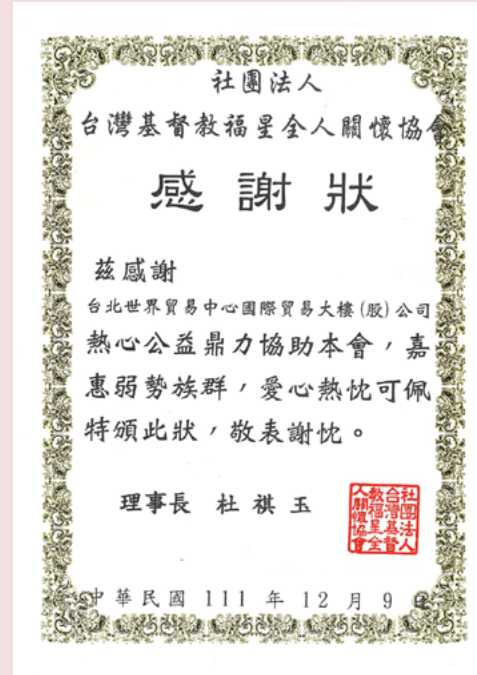 社團法人
台灣基督教福星全人關懷協會
感謝狀
茲感謝
台北世界貿易中心國際貿易大樓(股)公司
熱心公益鼎力協助本會，嘉
惠弱勢族群，愛心熱忱可佩
特頒此狀，敬表謝忱。
理事長 杜祺玉
社團法人
台灣基督
教福星全
人關懷協會
中華民國 111 年 12 月 9 日